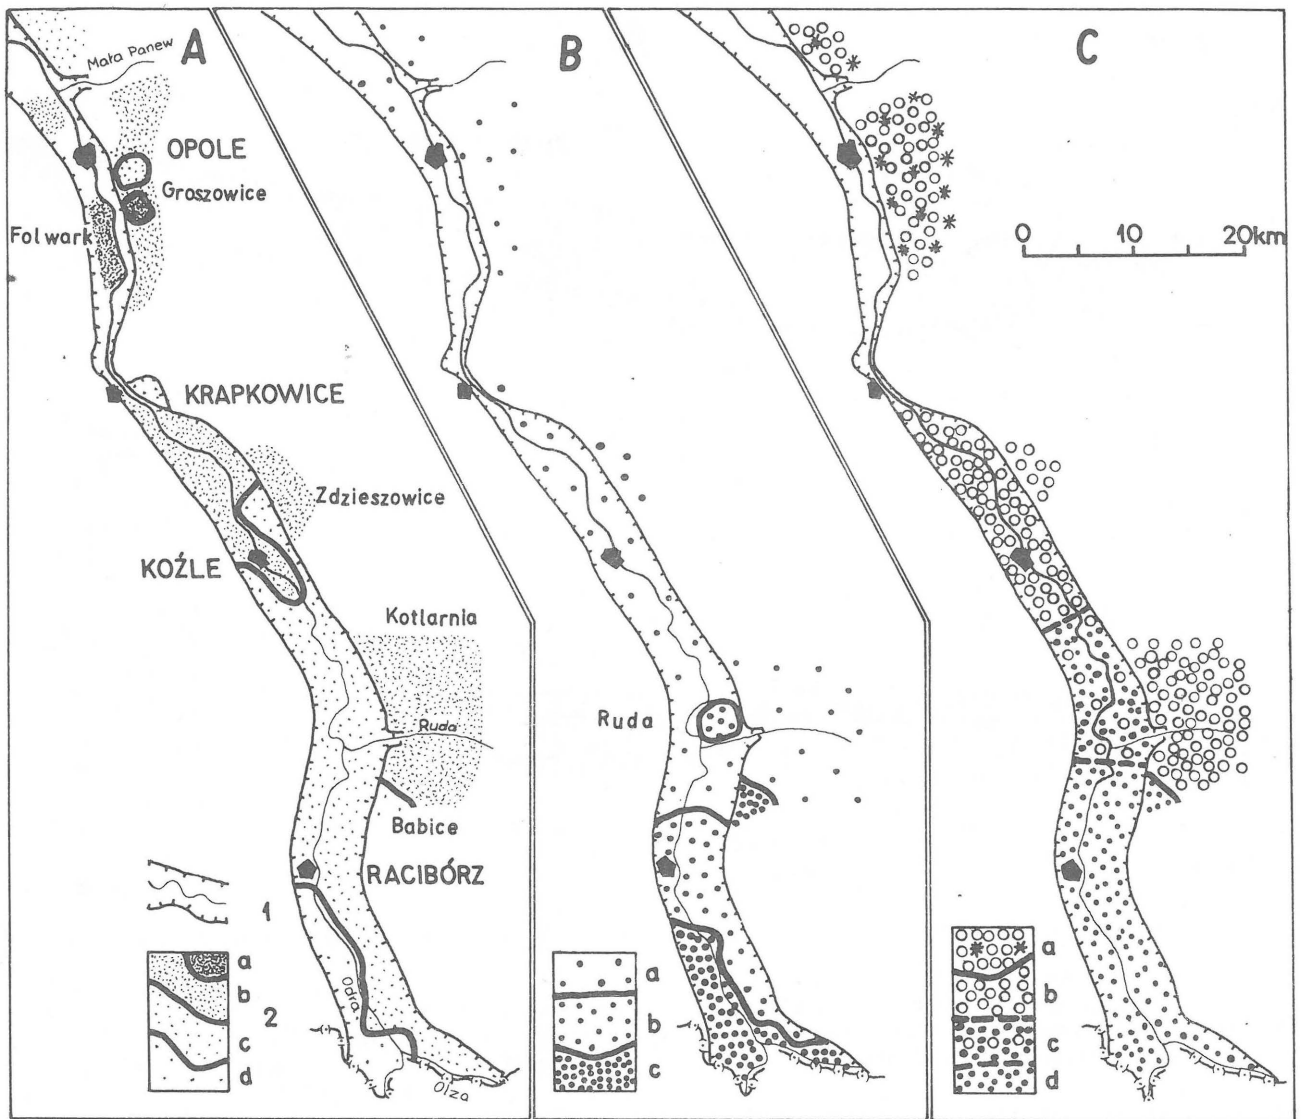 A
Mała Panew
OPOLE
Groszowice
Folwark
KRAPKOWICE
Zdzieszowice
KOŹLE
Kotlarnia
Ruda
Babice
RACIBÓRZ
Odra
Olza
1
2
a
b
c
d
B
Ruda
a
b
c
C
0 10 20km
a
b
c
d